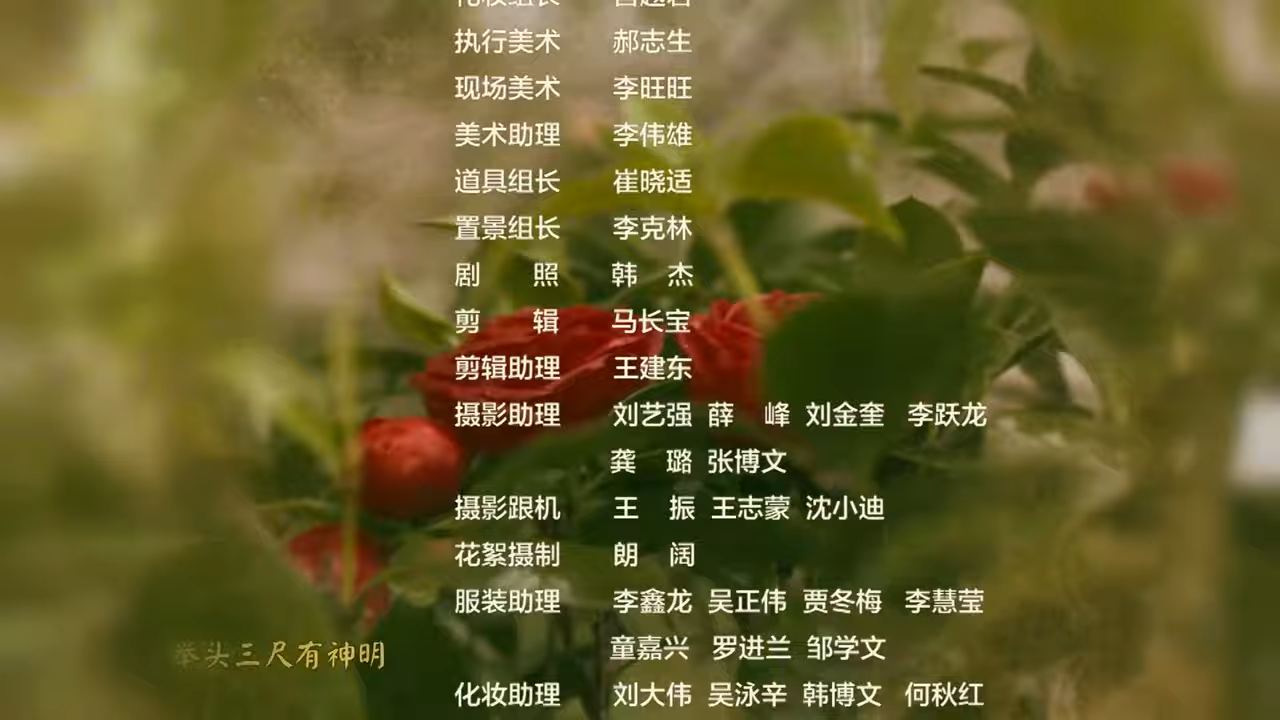 执行美术 郝志生
现场美术 李旺旺
美术助理 李伟雄
道具组长 崔晓适
置景组长 李克林
剧 照 韩 杰
剪 辑 马长宝
剪辑助理 王建东
摄影助理 刘艺强 薛 峰 刘金奎 李跃龙
龚 璐 张博文
摄影跟机 王 振 王志蒙 沈小迪
花絮摄制 朗 阔
服装助理 李鑫龙 吴正伟 贾冬梅 李慧莹
童嘉兴 罗进兰 邹学文
举头三尺有神明
化妆助理 刘大伟 吴泳辛 韩博文 何秋红